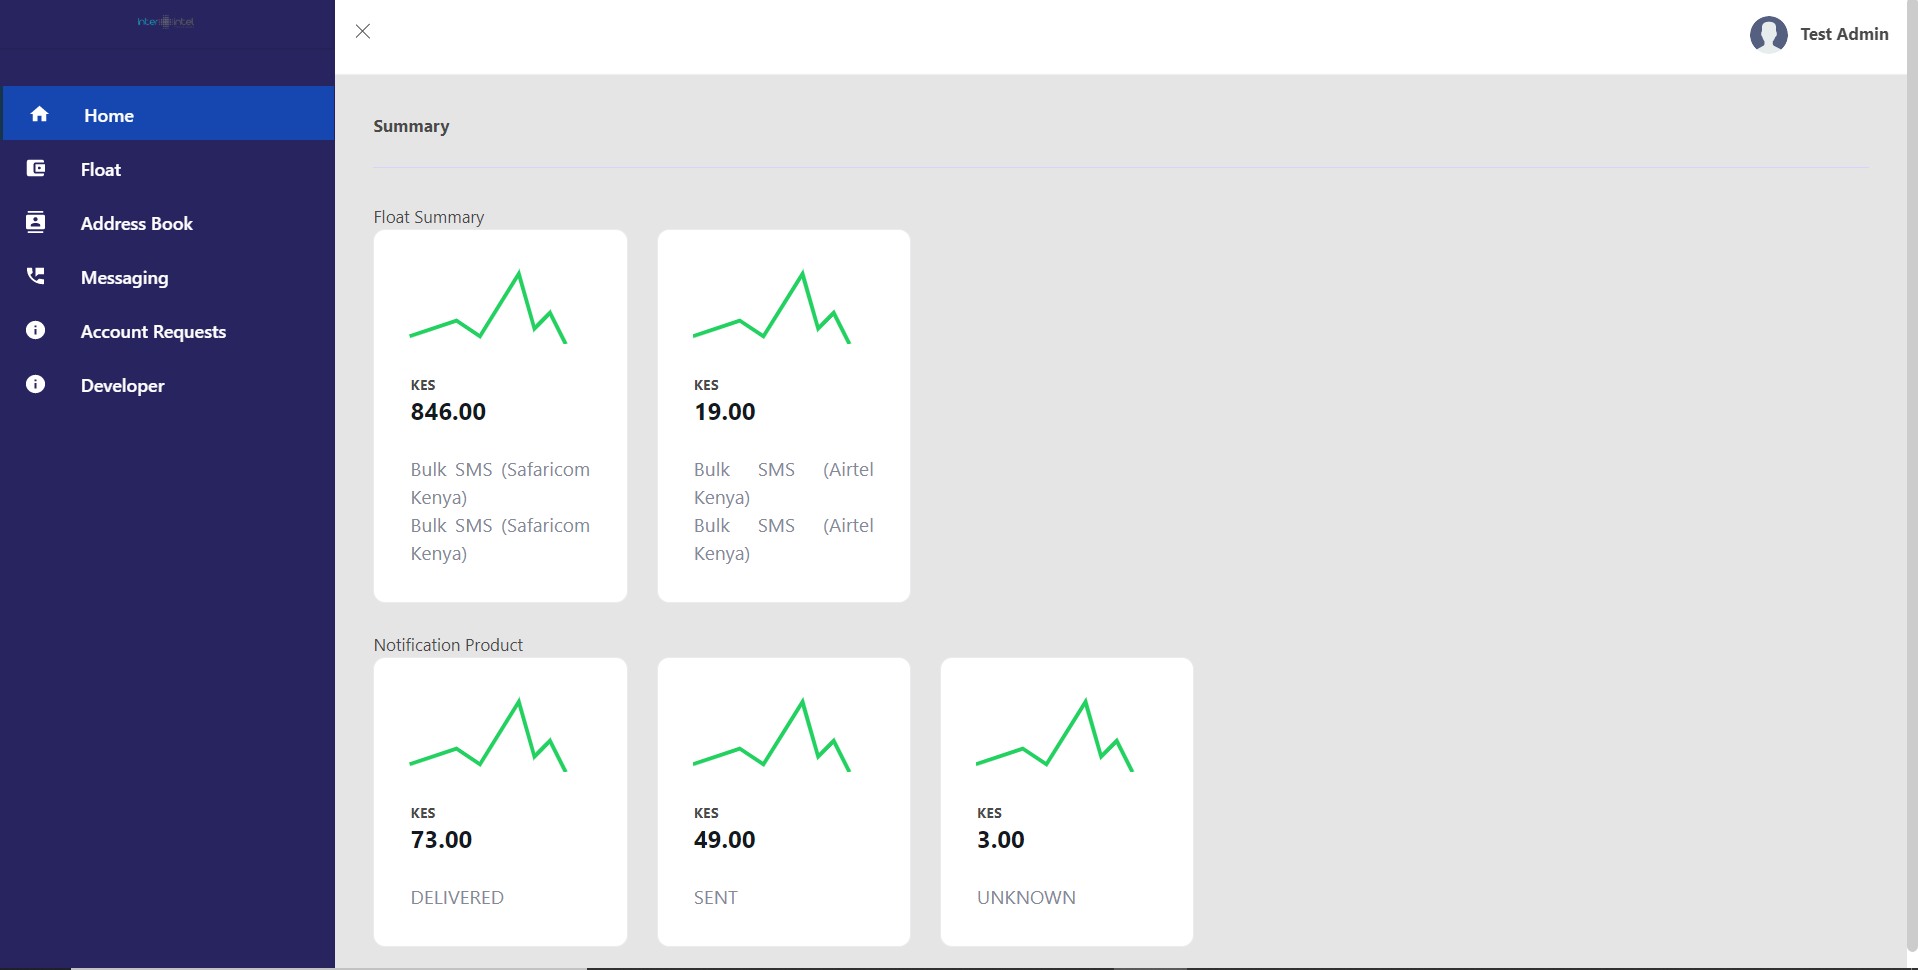 inter intel
Test Admin
Home
Float
Address Book
Messaging
Account Requests
Developer
Summary
Float Summary
KES
846.00
Bulk SMS (Safaricom
Kenya)
Bulk SMS (Safaricom
Kenya)
KES
19.00
Bulk SMS (Airtel
Kenya)
Bulk SMS (Airtel
Kenya)
Notification Product
KES
73.00
DELIVERED
KES
49.00
SENT
KES
3.00
UNKNOWN